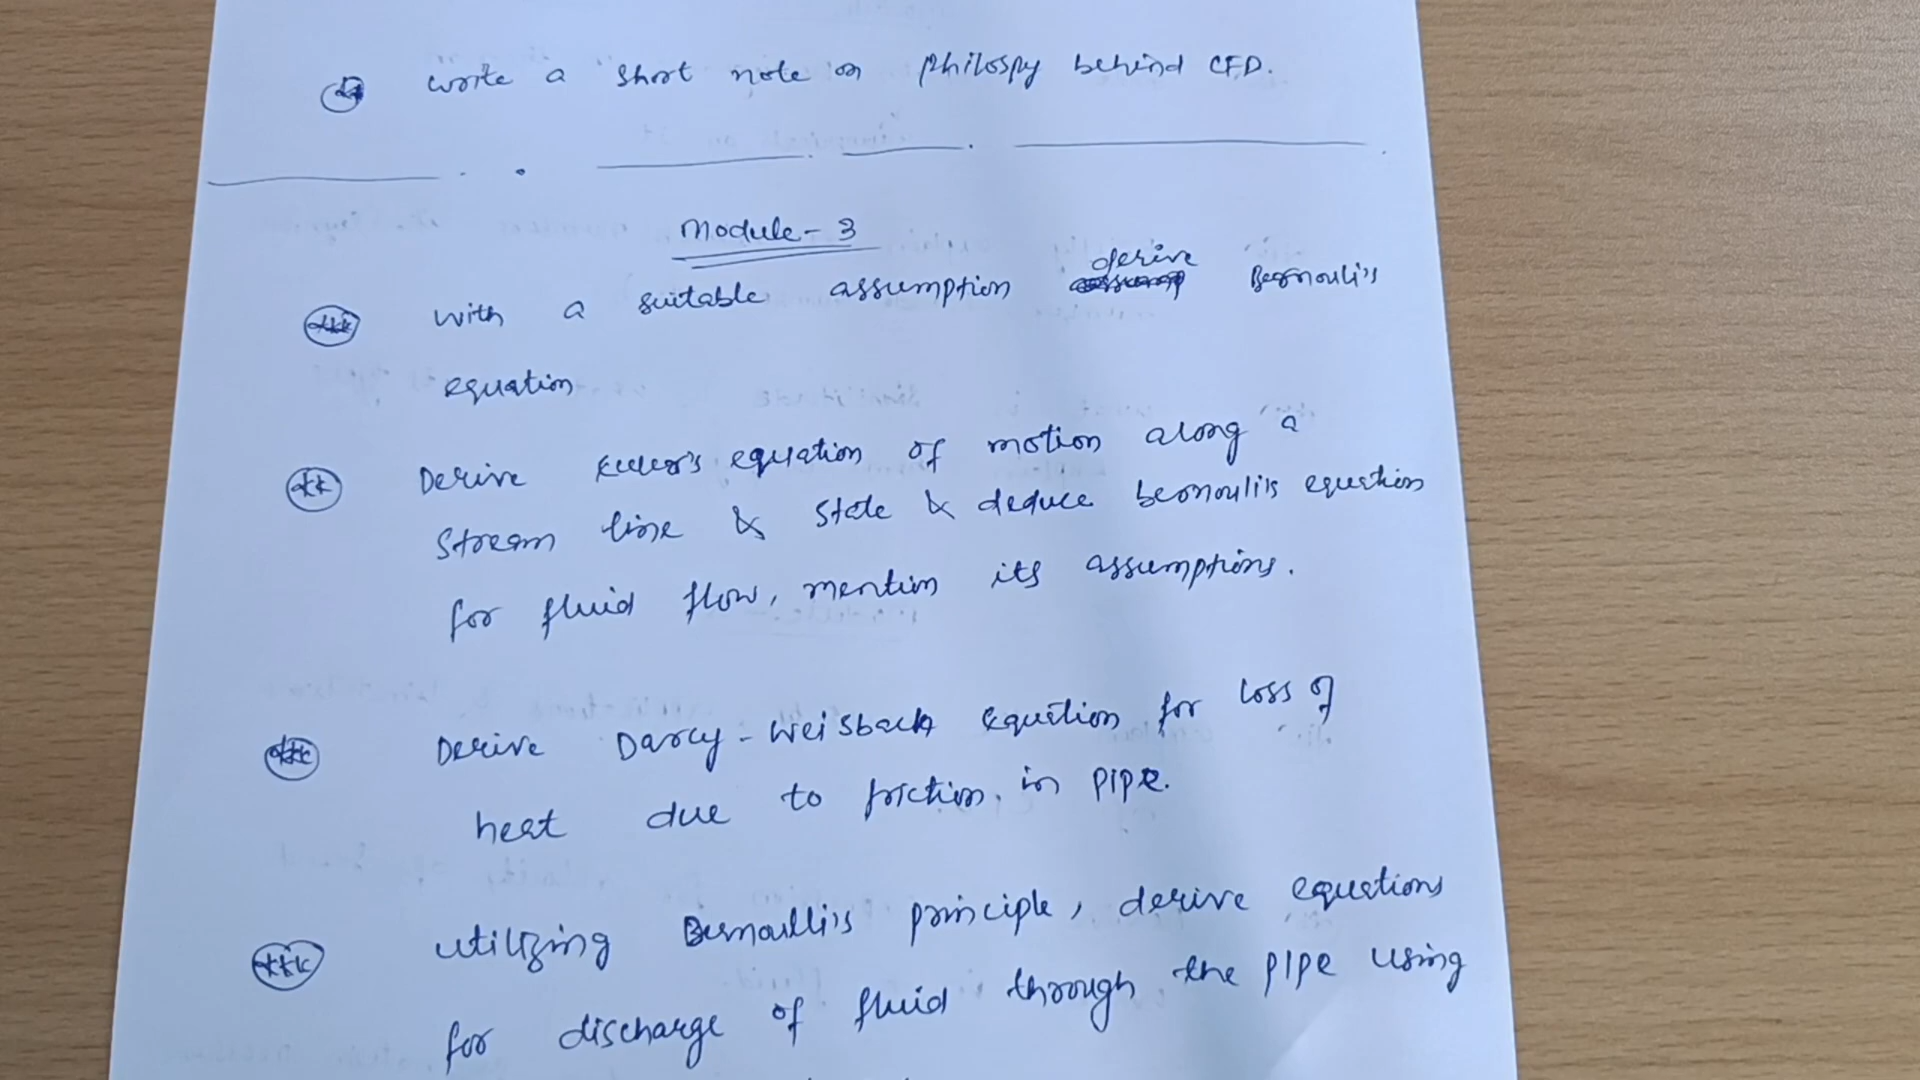 write a short note on philospy behind CFD.
Module-3
with a suitable assumption derive Bernouli's
equation
Derive Euler's equation of motion along a
stream line & state & deduce bernouli's equation
for fluid flow, mention its assumptions.
Derive Darcy-Weisback equation for loss of
heat due to friction in pipe.
utilizing Bernoulli's principle, derive equations
for discharge of fluid through the pipe using